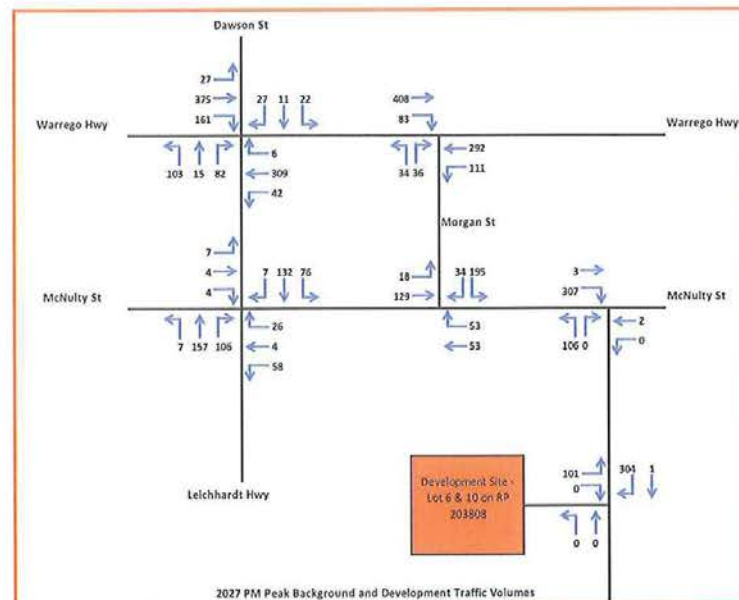 Dawson St
27
375
161
27 11 22
408
83
Warrego Hwy
Warrego Hwy
103 15 82
6
309
42
34 36
292
111
Morgan St
7
4
4
7 132 76
18
129
34 195
3
307
McNulty St
McNulty St
7 157 106
26
4
58
53
53
106 0
2
0
Leichhardt Hwy
Development Site -
Lot 6 & 10 on RP
203808
101
0
304 1
0 0
2027 PM Peak Background and Development Traffic Volumes